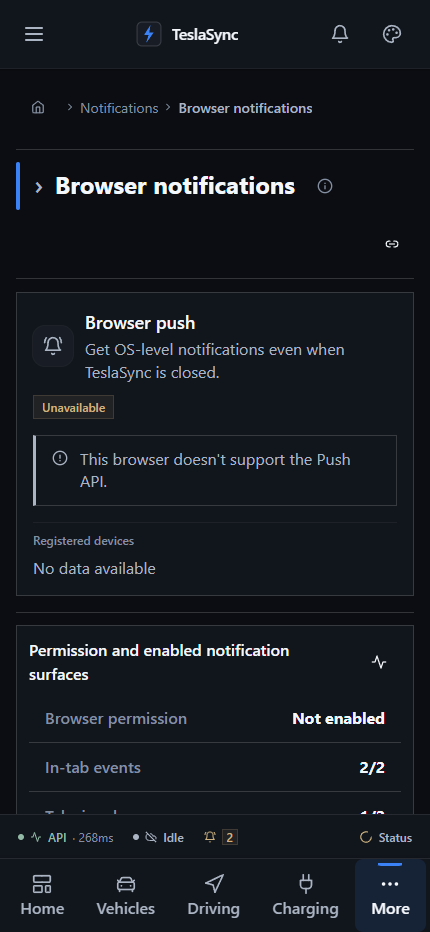 TeslaSync
Notifications
Browser notifications
Browser notifications
Browser push
Get OS-level notifications even when
TeslaSync is closed.
Unavailable
This browser doesn't support the Push
API.
Registered devices
No data available
Permission and enabled notification
surfaces
Browser permission
Not enabled
In-tab events
2/2
API · 268ms
Idle
2
Status
Home
Vehicles
Driving
Charging
More